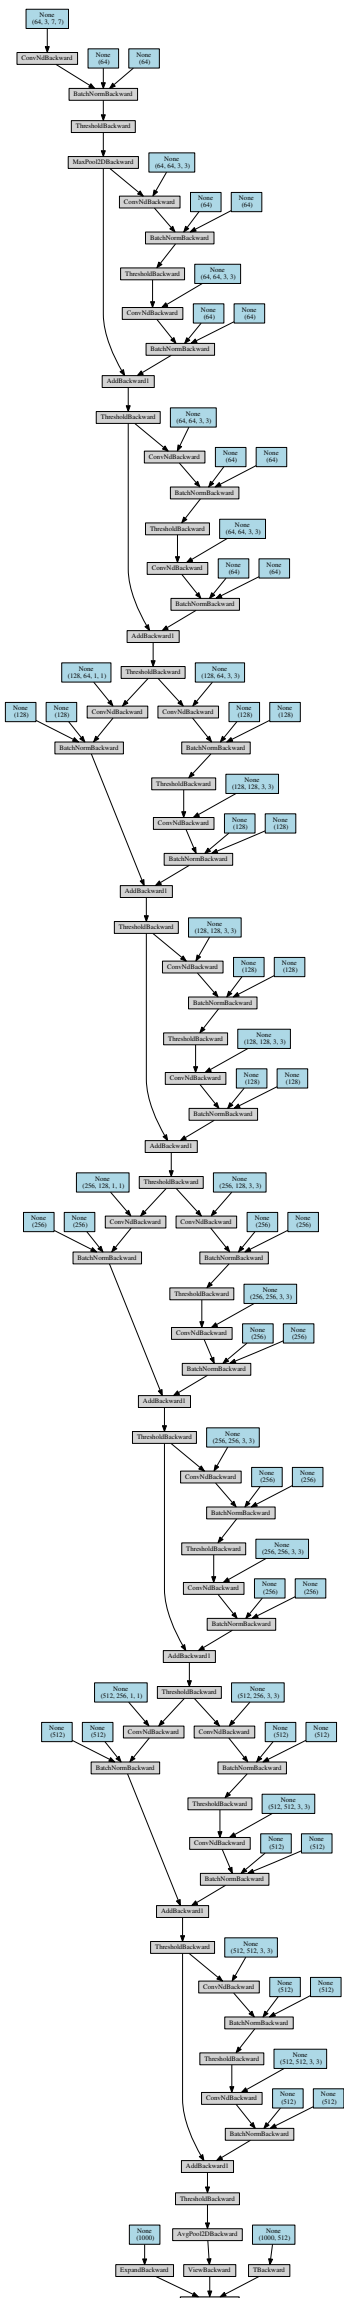 None
(64, 3, 7, 7)
ConvNdBackward
None
(64)
None
(64)
BatchNormBackward
ThresholdBackward
MaxPool2DBackward
None
(64, 64, 3, 3)
ConvNdBackward
None
(64)
None
(64)
BatchNormBackward
ThresholdBackward
None
(64, 64, 3, 3)
ConvNdBackward
None
(64)
None
(64)
BatchNormBackward
AddBackward1
ThresholdBackward
None
(64, 64, 3, 3)
ConvNdBackward
None
(64)
None
(64)
BatchNormBackward
ThresholdBackward
None
(64, 64, 3, 3)
ConvNdBackward
None
(64)
None
(64)
BatchNormBackward
AddBackward1
None
(128, 64, 1, 1)
ThresholdBackward
None
(128, 64, 3, 3)
None
(128)
None
(128)
ConvNdBackward
ConvNdBackward
None
(128)
None
(128)
BatchNormBackward
BatchNormBackward
ThresholdBackward
None
(128, 128, 3, 3)
ConvNdBackward
None
(128)
None
(128)
BatchNormBackward
AddBackward1
ThresholdBackward
None
(128, 128, 3, 3)
ConvNdBackward
None
(128)
None
(128)
BatchNormBackward
ThresholdBackward
None
(128, 128, 3, 3)
ConvNdBackward
None
(128)
None
(128)
BatchNormBackward
AddBackward1
None
(256, 128, 1, 1)
ThresholdBackward
None
(256, 128, 3, 3)
None
(256)
None
(256)
ConvNdBackward
ConvNdBackward
None
(256)
None
(256)
BatchNormBackward
BatchNormBackward
ThresholdBackward
None
(256, 256, 3, 3)
ConvNdBackward
None
(256)
None
(256)
BatchNormBackward
AddBackward1
ThresholdBackward
None
(256, 256, 3, 3)
ConvNdBackward
None
(256)
None
(256)
BatchNormBackward
ThresholdBackward
None
(256, 256, 3, 3)
ConvNdBackward
None
(256)
None
(256)
BatchNormBackward
AddBackward1
None
(512, 256, 1, 1)
ThresholdBackward
None
(512, 256, 3, 3)
None
(512)
None
(512)
ConvNdBackward
ConvNdBackward
None
(512)
None
(512)
BatchNormBackward
BatchNormBackward
ThresholdBackward
None
(512, 512, 3, 3)
ConvNdBackward
None
(512)
None
(512)
BatchNormBackward
AddBackward1
ThresholdBackward
None
(512, 512, 3, 3)
ConvNdBackward
None
(512)
None
(512)
BatchNormBackward
ThresholdBackward
None
(512, 512, 3, 3)
ConvNdBackward
None
(512)
None
(512)
BatchNormBackward
AddBackward1
ThresholdBackward
None
(1000)
AvgPool2DBackward
None
(1000, 512)
ExpandBackward
ViewBackward
TBackward